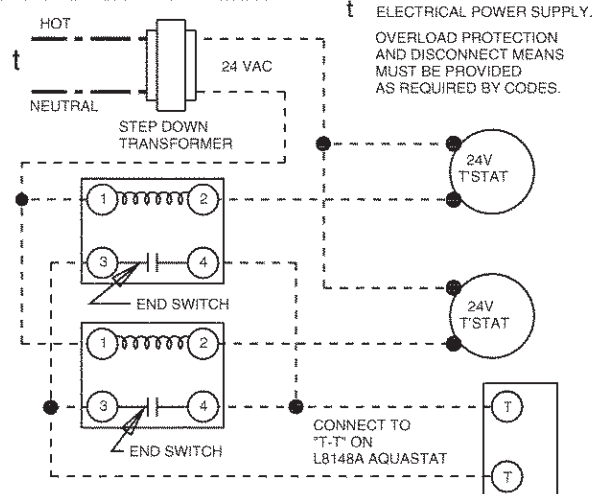 t ELECTRICAL POWER SUPPLY.
OVERLOAD PROTECTION
AND DISCONNECT MEANS
MUST BE PROVIDED
AS REQUIRED BY CODES.
HOT
t
NEUTRAL
24 VAC
STEP DOWN
TRANSFORMER
24V
T'STAT
1
2
3
4
END SWITCH
24V
T'STAT
1
2
3
4
END SWITCH
CONNECT TO
"T-T" ON
L8148A AQUASTAT
T
T